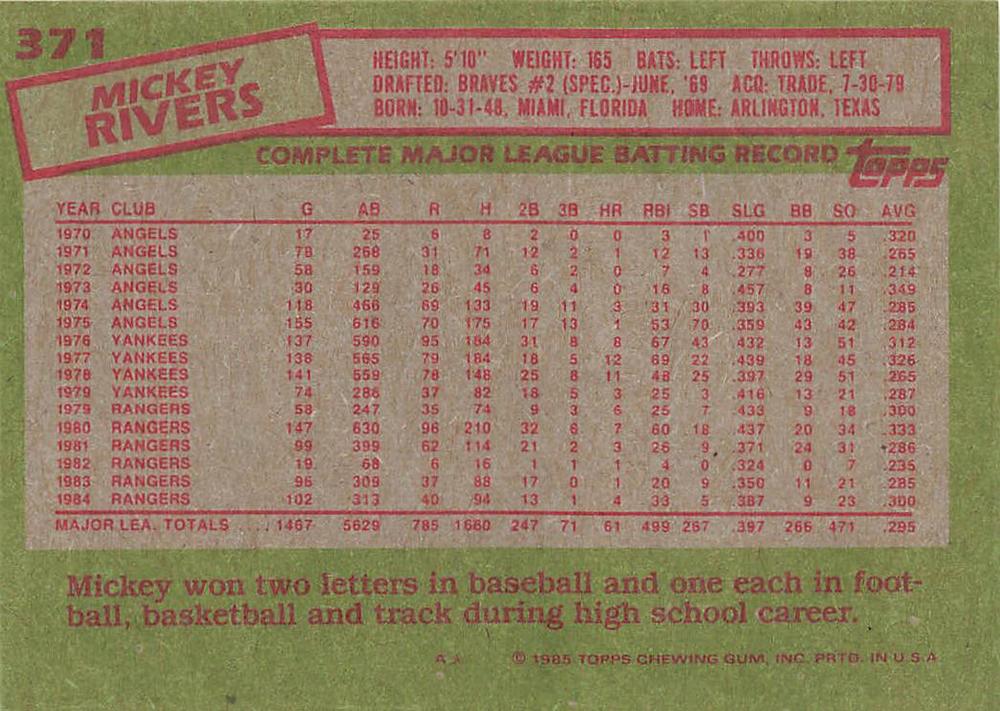 371
MICKEY
RIVERS
HEIGHT: 5'10" WEIGHT: 165 BATS: LEFT THROWS: LEFT
DRAFTED: BRAVES #2 (SPEC.)-JUNE, '69 ACQ: TRADE, 7-30-79
BORN: 10-31-48, MIAMI, FLORIDA HOME: ARLINGTON, TEXAS
COMPLETE MAJOR LEAGUE BATTING RECORD topps
YEAR CLUB G AB R H 2B 3B HR RBI SB SLG BB SO AVG
1970 ANGELS 17 25 6 8 2 0 0 3 1 .400 3 5 .320
1971 ANGELS 78 268 31 71 12 2 1 12 13 .336 19 38 .265
1972 ANGELS 58 159 18 34 6 2 0 7 4 .277 8 26 .214
1973 ANGELS 30 129 26 45 6 4 0 16 8 .457 8 11 .349
1974 ANGELS 118 466 69 133 19 11 3 31 30 .393 39 47 .285
1975 ANGELS 155 616 70 175 17 13 1 53 70 .359 43 42 .284
1976 YANKEES 137 590 95 184 31 8 8 67 43 .432 13 51 .312
1977 YANKEES 138 565 79 184 18 5 12 69 22 .439 18 45 .326
1978 YANKEES 141 559 78 148 25 8 11 48 25 .397 29 51 .265
1979 YANKEES 74 286 37 82 18 5 3 25 3 .416 13 21 .287
1979 RANGERS 58 247 35 74 9 3 6 25 7 .433 9 18 .300
1980 RANGERS 147 630 96 210 32 6 7 60 18 .437 20 34 .333
1981 RANGERS 99 399 62 114 21 2 3 26 9 .371 24 31 .286
1982 RANGERS 19 68 6 16 1 1 1 4 0 .324 0 7 .235
1983 RANGERS 96 309 37 88 17 0 1 20 9 .350 11 21 .285
1984 RANGERS 102 313 40 94 13 1 4 33 5 .387 9 23 .300
MAJOR LEA. TOTALS .... 1467 5629 785 1660 247 71 61 499 267 .397 266 471 .295
Mickey won two letters in baseball and one each in foot-
ball, basketball and track during high school career.
© 1985 TOPPS CHEWING GUM, INC. PRTD. IN U.S.A.